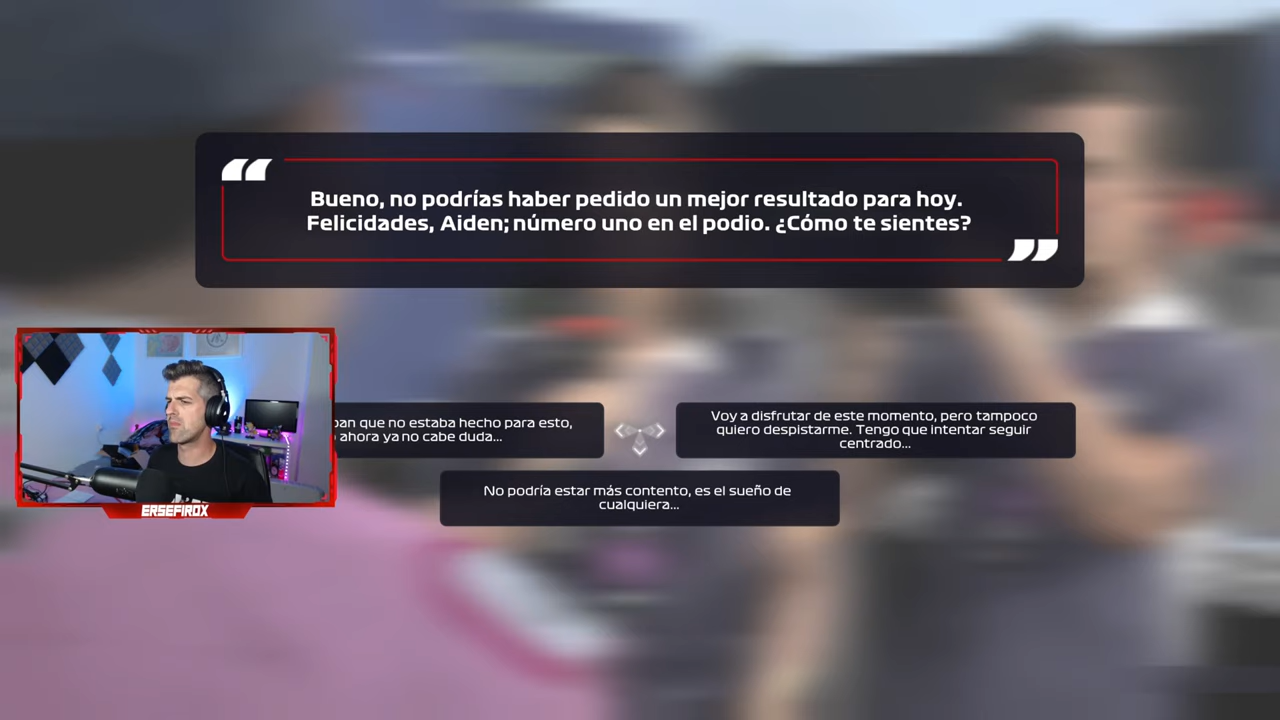 Bueno, no podrías haber pedido un mejor resultado para hoy.
Felicidades, Aiden; número uno en el podio. ¿Cómo te sientes?
que no estaba hecho para esto,
ahora ya no cabe duda...
Voy a disfrutar de este momento, pero tampoco
quiero despistarme. Tengo que intentar seguir
centrado...
No podría estar más contento, es el sueño de
cualquiera...
ERSEFIROX